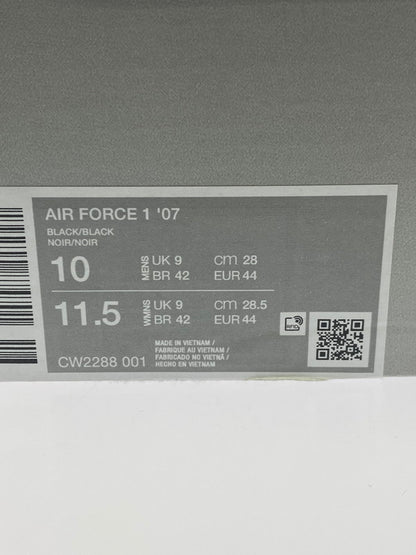 AIR FORCE 1 '07
BLACK/BLACK
NOIR/NOIR
10 MENS UK 9 cm 28
BR 42 EUR 44
11.5 WMNS UK 9 cm 28.5
BR 42 EUR 44
RFID
CW2288 001
MADE IN VIETNAM /
FABRIQUÉ AU VIETNAM /
FABRICADO NO VIETNÃ /
HECHO EN VIETNAM